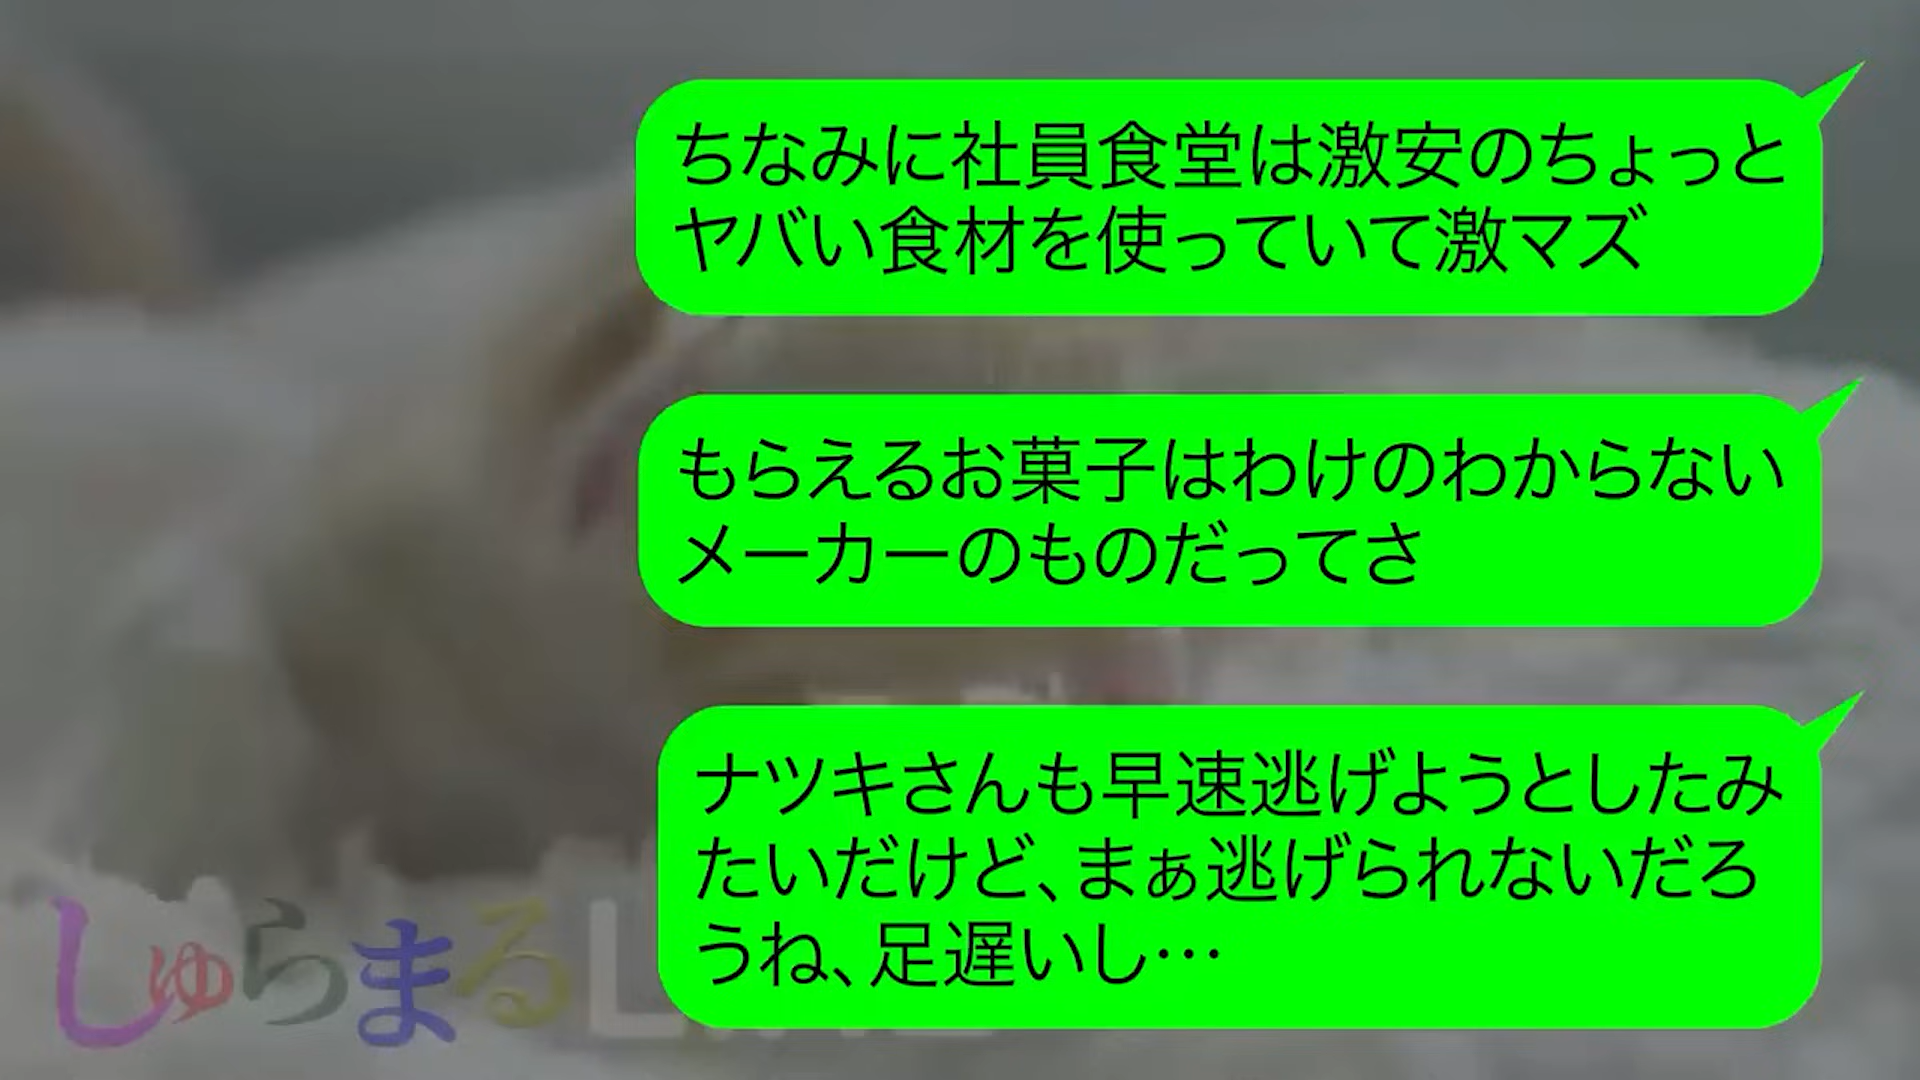 ちなみに社員食堂は激安のちょっと
ヤバい食材を使っていて激マズ
もらえるお菓子はわけのわからない
メーカーのものだってさ
ナツキさんも早速逃げようとしたみ
たいだけど、まぁ逃げられないだろ
うね、足遅いし…
しゅらまる